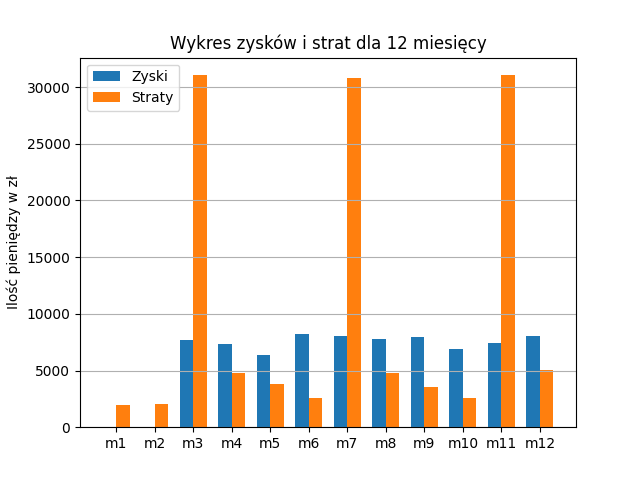 Wykres zysków i strat dla 12 miesięcy
Zyski
Straty
Ilość pieniędzy w zł
30000
25000
20000
15000
10000
5000
0
m1 m2 m3 m4 m5 m6 m7 m8 m9 m10 m11 m12